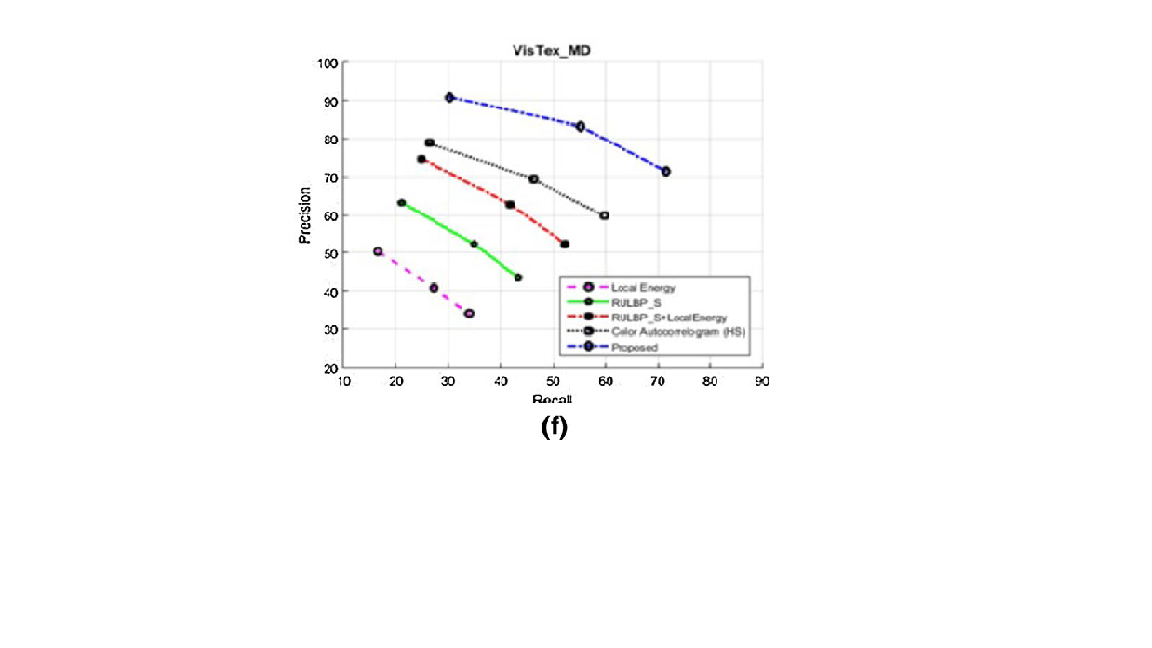 VisTex_MD
100
90
80
70
60
50
40
30
20
Precision
10 20 30 40 50 60 70 80 90
Recall
Local Energy
RULBP_S
RULBP_S+LocalEnergy
Color Autocorrelogram (HS)
Proposed
(f)